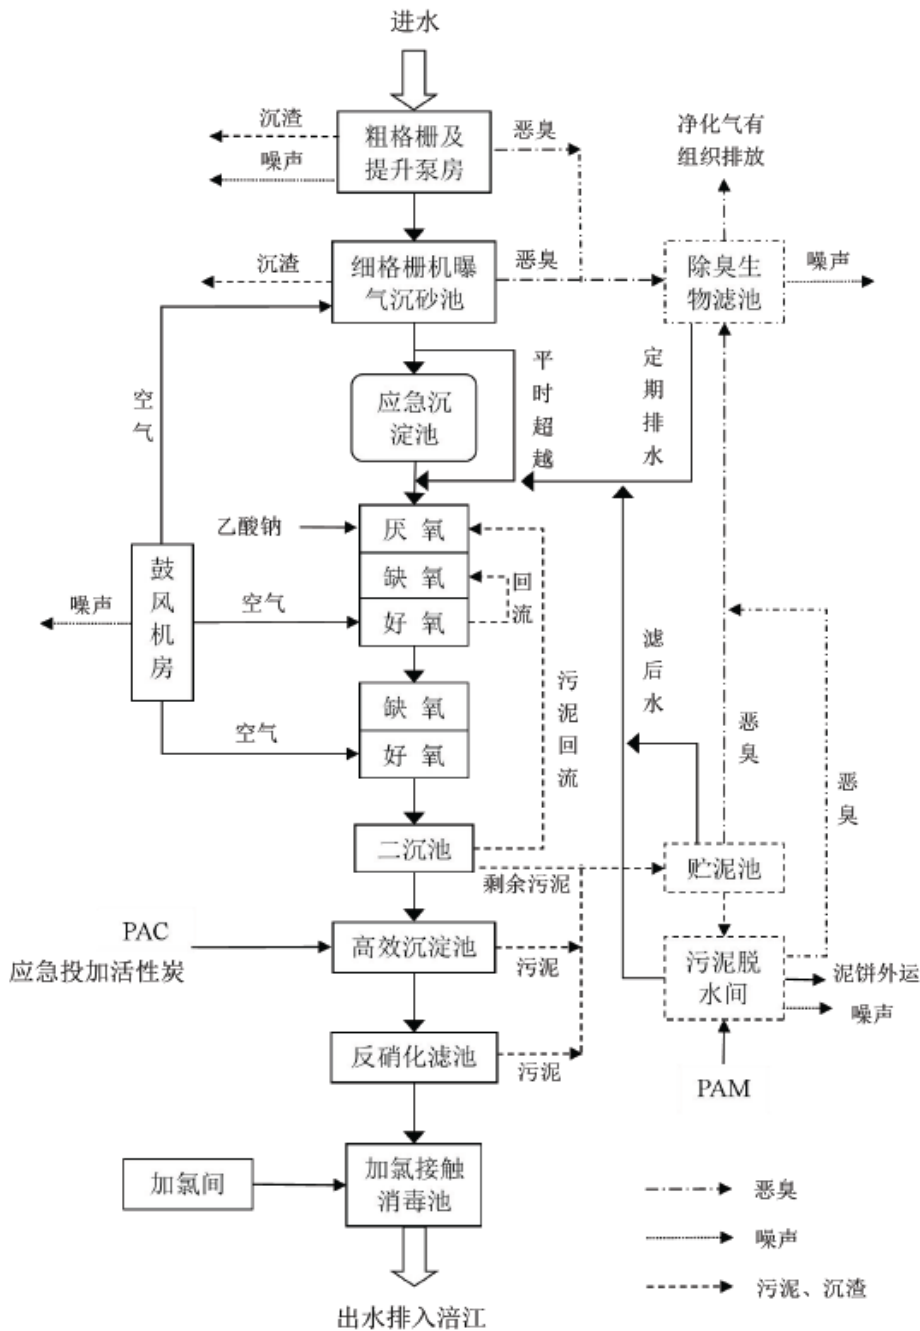 进水
沉渣
噪声
粗格栅及
提升泵房
恶臭
净化气有
组织排放
沉渣
细格栅机曝
气沉砂池
恶臭
除臭生
物滤池
噪声
空气
平时超越
定期排水
应急沉
淀池
乙酸钠
厌氧
缺氧
好氧
回流
鼓风机房
噪声
空气
滤后水
污泥回流
恶臭
恶臭
缺氧
好氧
空气
二沉池
剩余污泥
贮泥池
PAC
应急投加活性炭
高效沉淀池
污泥
污泥脱
水间
泥饼外运
噪声
反硝化滤池
污泥
PAM
加氯间
加氯接触
消毒池
恶臭
噪声
污泥、沉渣
出水排入涪江